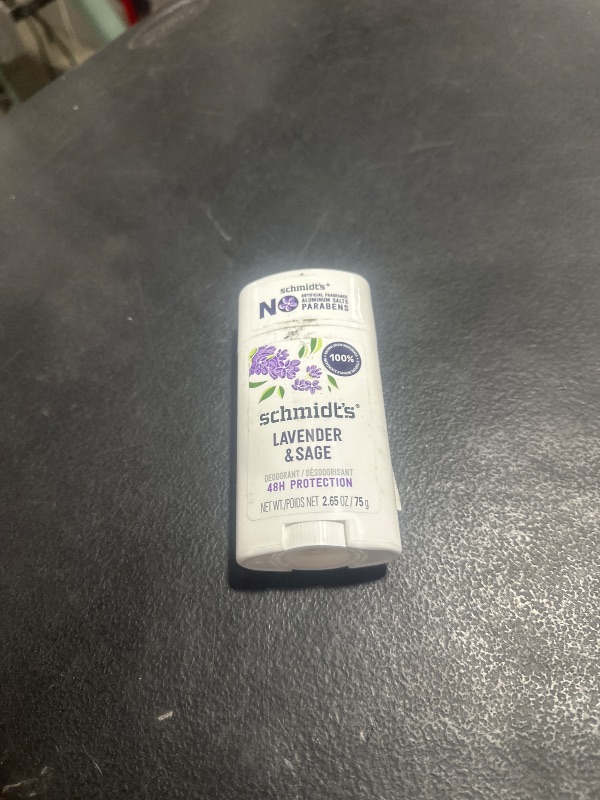 schmidt's®
NO
ARTIFICIAL FRAGRANCE
ALUMINUM SALTS
PARABENS
100%
schmidt's®
LAVENDER
& SAGE
DEODORANT / DÉSODORISANT
48H PROTECTION
NET WT./POIDS NET 2.65 OZ / 75 g